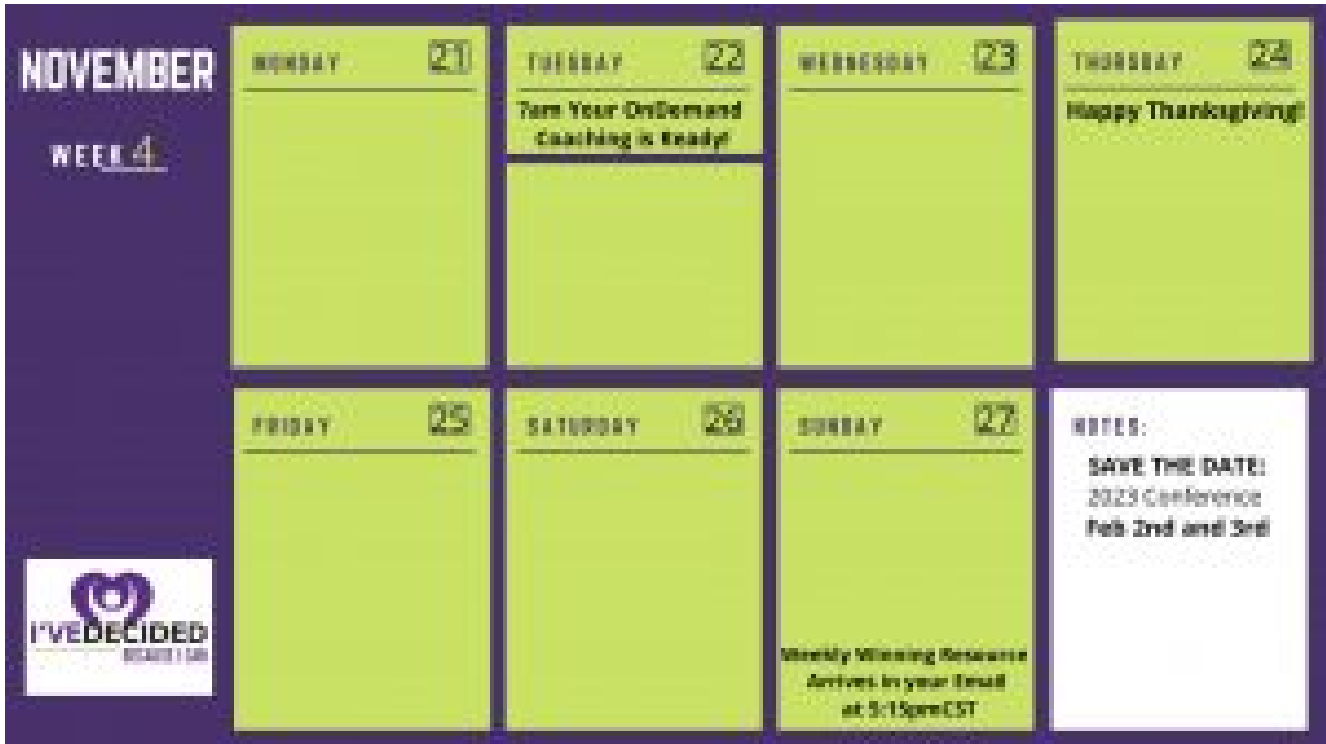 NOVEMBER
WEEK 4
MONDAY 21
TUESDAY 22
7am Your OnDemand
Coaching is Ready!
WEDNESDAY 23
THURSDAY 24
Happy Thanksgiving!
FRIDAY 25
SATURDAY 26
SUNDAY 27
Weekly Winning Resource
Arrives in your Email
at 5:15pmCST
NOTES:
SAVE THE DATE:
2023 Conference
Feb 2nd and 3rd
I'VEDECIDED
BECAUSE I CAN